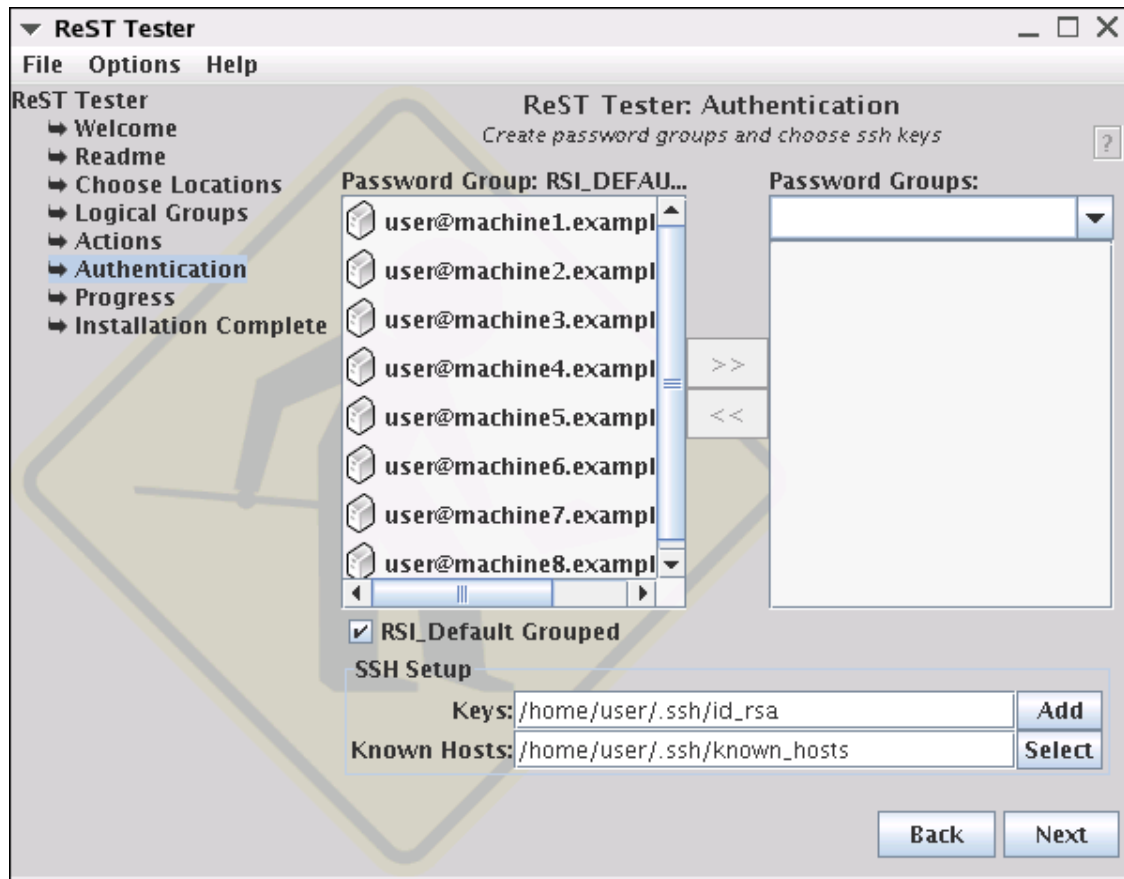 ReST Tester
File Options Help
ReST Tester
Welcome
Readme
Choose Locations
Logical Groups
Actions
Authentication
Progress
Installation Complete
ReST Tester: Authentication
Create password groups and choose ssh keys
?
Password Group: RSI_DEFAU...
user@machine1.exampl
user@machine2.exampl
user@machine3.exampl
user@machine4.exampl
user@machine5.exampl
user@machine6.exampl
user@machine7.exampl
user@machine8.exampl
>>
<<
Password Groups:
RSI_Default Grouped
SSH Setup
Keys: /home/user/.ssh/id_rsa Add
Known Hosts: /home/user/.ssh/known_hosts Select
Back Next